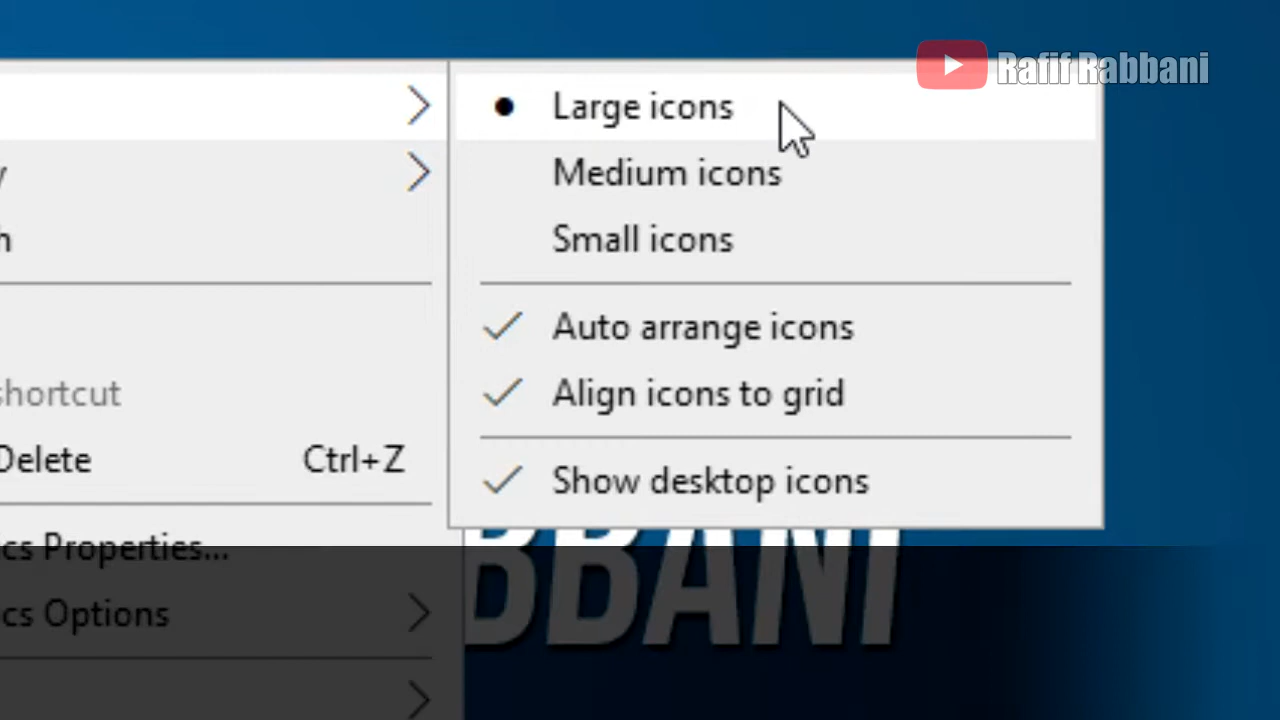 Rafif Rabbani
Large icons
Medium icons
Small icons
Auto arrange icons
Align icons to grid
shortcut
Delete Ctrl+Z
Show desktop icons
cs Properties...
BBANI
cs Options